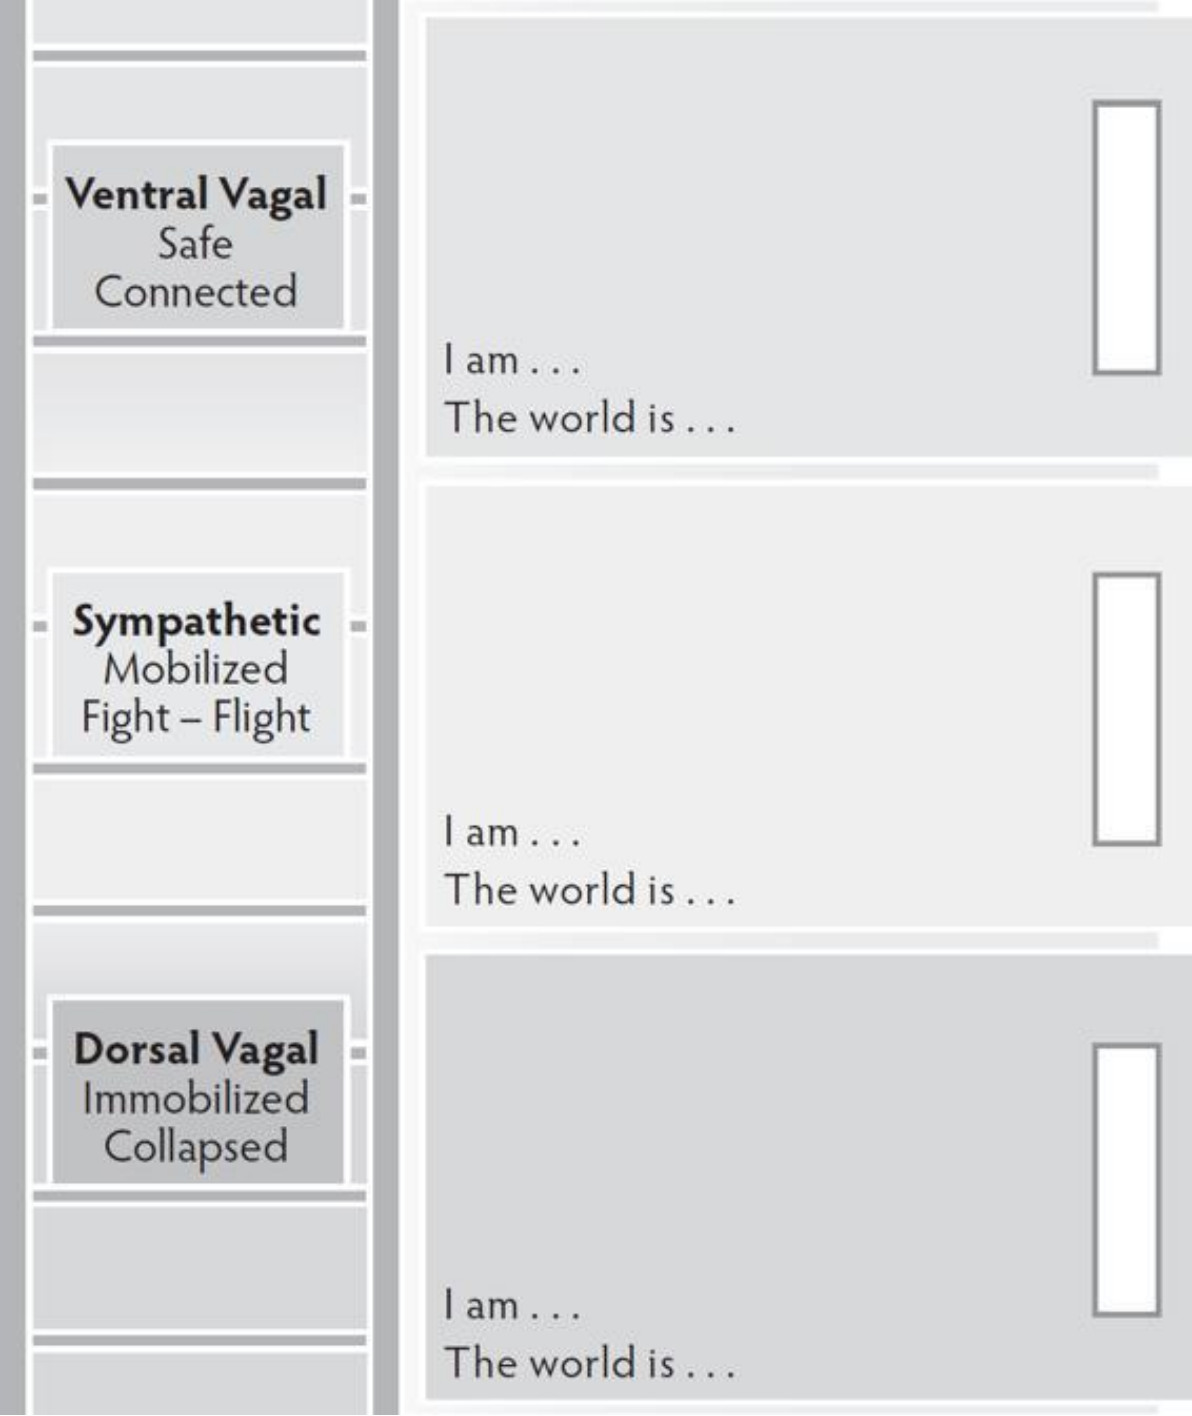 Ventral Vagal
Safe
Connected
I am . . .
The world is . . .
Sympathetic
Mobilized
Fight – Flight
I am . . .
The world is . . .
Dorsal Vagal
Immobilized
Collapsed
I am . . .
The world is . . .